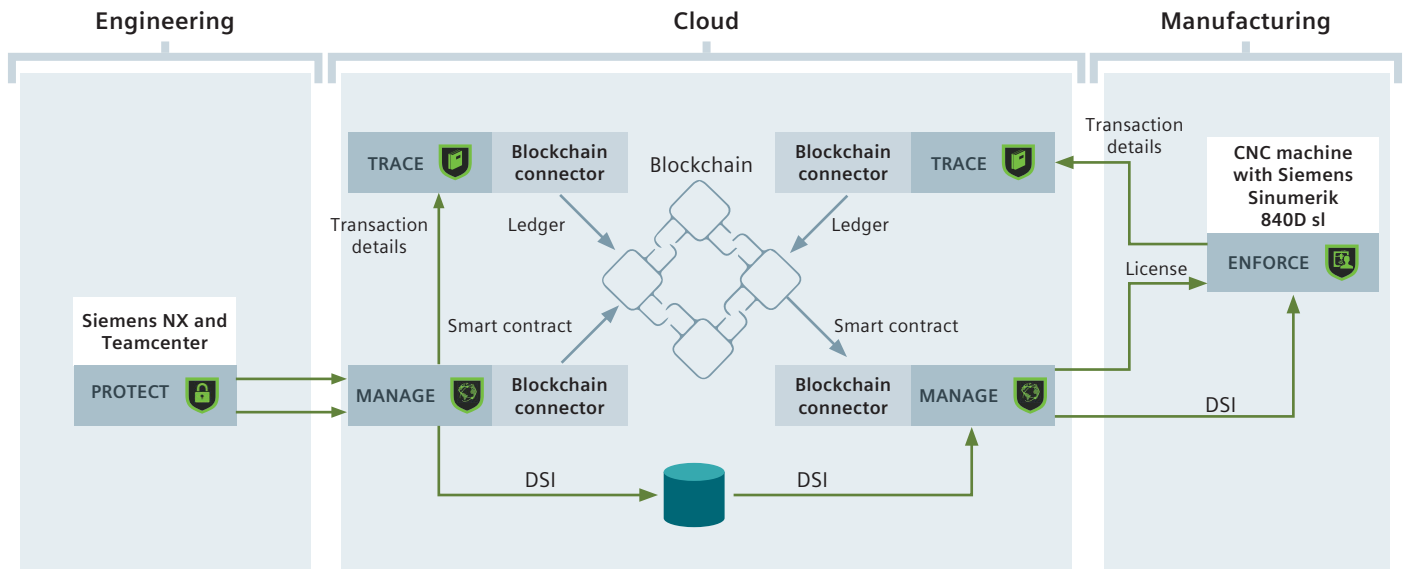 Engineering
Cloud
Manufacturing
TRACE
Blockchain
connector
Blockchain
Blockchain
connector
TRACE
Transaction
details
CNC machine
with Siemens
Sinumerik
840D sl
ENFORCE
Transaction
details
Ledger
Ledger
License
Siemens NX and
Teamcenter
PROTECT
Smart contract
Smart contract
MANAGE
Blockchain
connector
Blockchain
connector
MANAGE
DSI
DSI
DSI